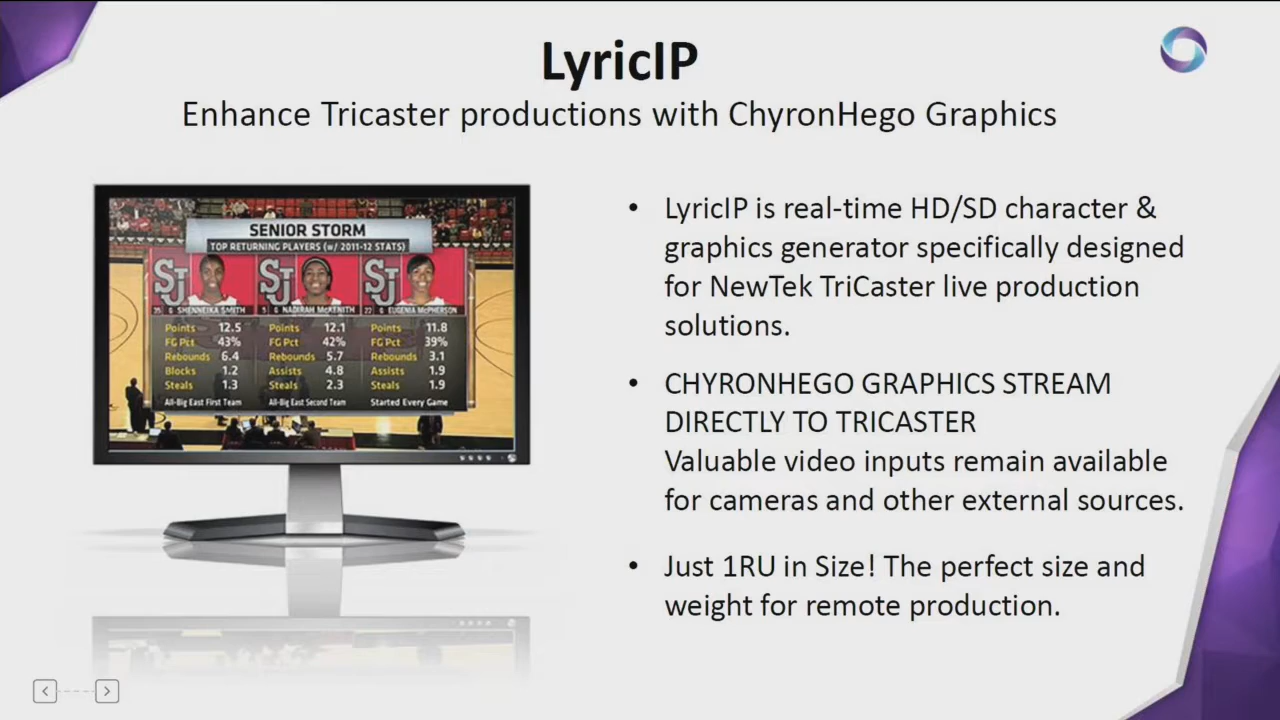 LyricIP
Enhance Tricaster productions with ChyronHego Graphics
SENIOR STORM
TOP RETURNING PLAYERS (w/ 2011-12 STATS)
SJ SJ SJ
35 G SHENNEIKA SMITH 5 G NADIRAH McKENITH 22 G EUGENIA McPHERSON
Points 12.5 Points 12.1 Points 11.8
FG Pct 43% FG Pct 42% FG Pct 39%
Rebounds 6.4 Rebounds 5.7 Rebounds 3.1
Blocks 1.2 Assists 4.8 Assists 1.9
Steals 1.3 Steals 2.3 Steals 1.9
All-Big East First Team All-Big East Second Team Started Every Game
• LyricIP is real-time HD/SD character &
graphics generator specifically designed
for NewTek TriCaster live production
solutions.
• CHYRONHEGO GRAPHICS STREAM
DIRECTLY TO TRICASTER
Valuable video inputs remain available
for cameras and other external sources.
• Just 1RU in Size! The perfect size and
weight for remote production.